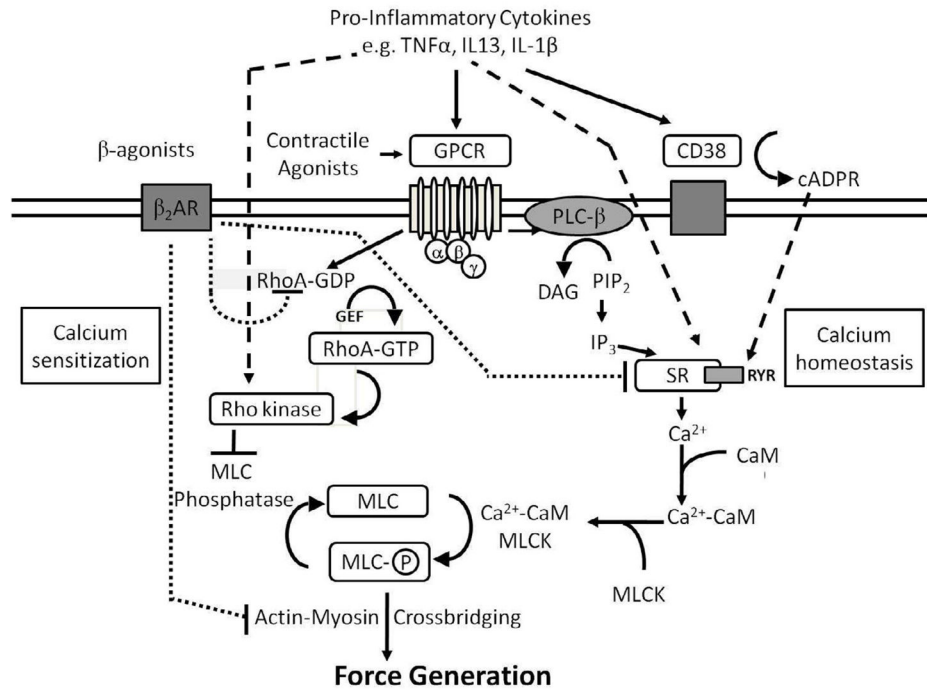 Pro-Inflammatory Cytokines
e.g. TNFα, IL13, IL-1β
Contractile
Agonists
GPCR
CD38
β-agonists
cADPR
β₂AR
PLC-β
α
β
γ
RhoA-GDP
DAG
PIP₂
GEF
Calcium
sensitization
RhoA-GTP
IP₃
SR
RYR
Calcium
homeostasis
Rho kinase
Ca²⁺
MLC
Phosphatase
CaM
MLC
Ca²⁺-CaM
MLCK
Ca²⁺-CaM
MLC-P
MLCK
Actin-Myosin Crossbridging
Force Generation